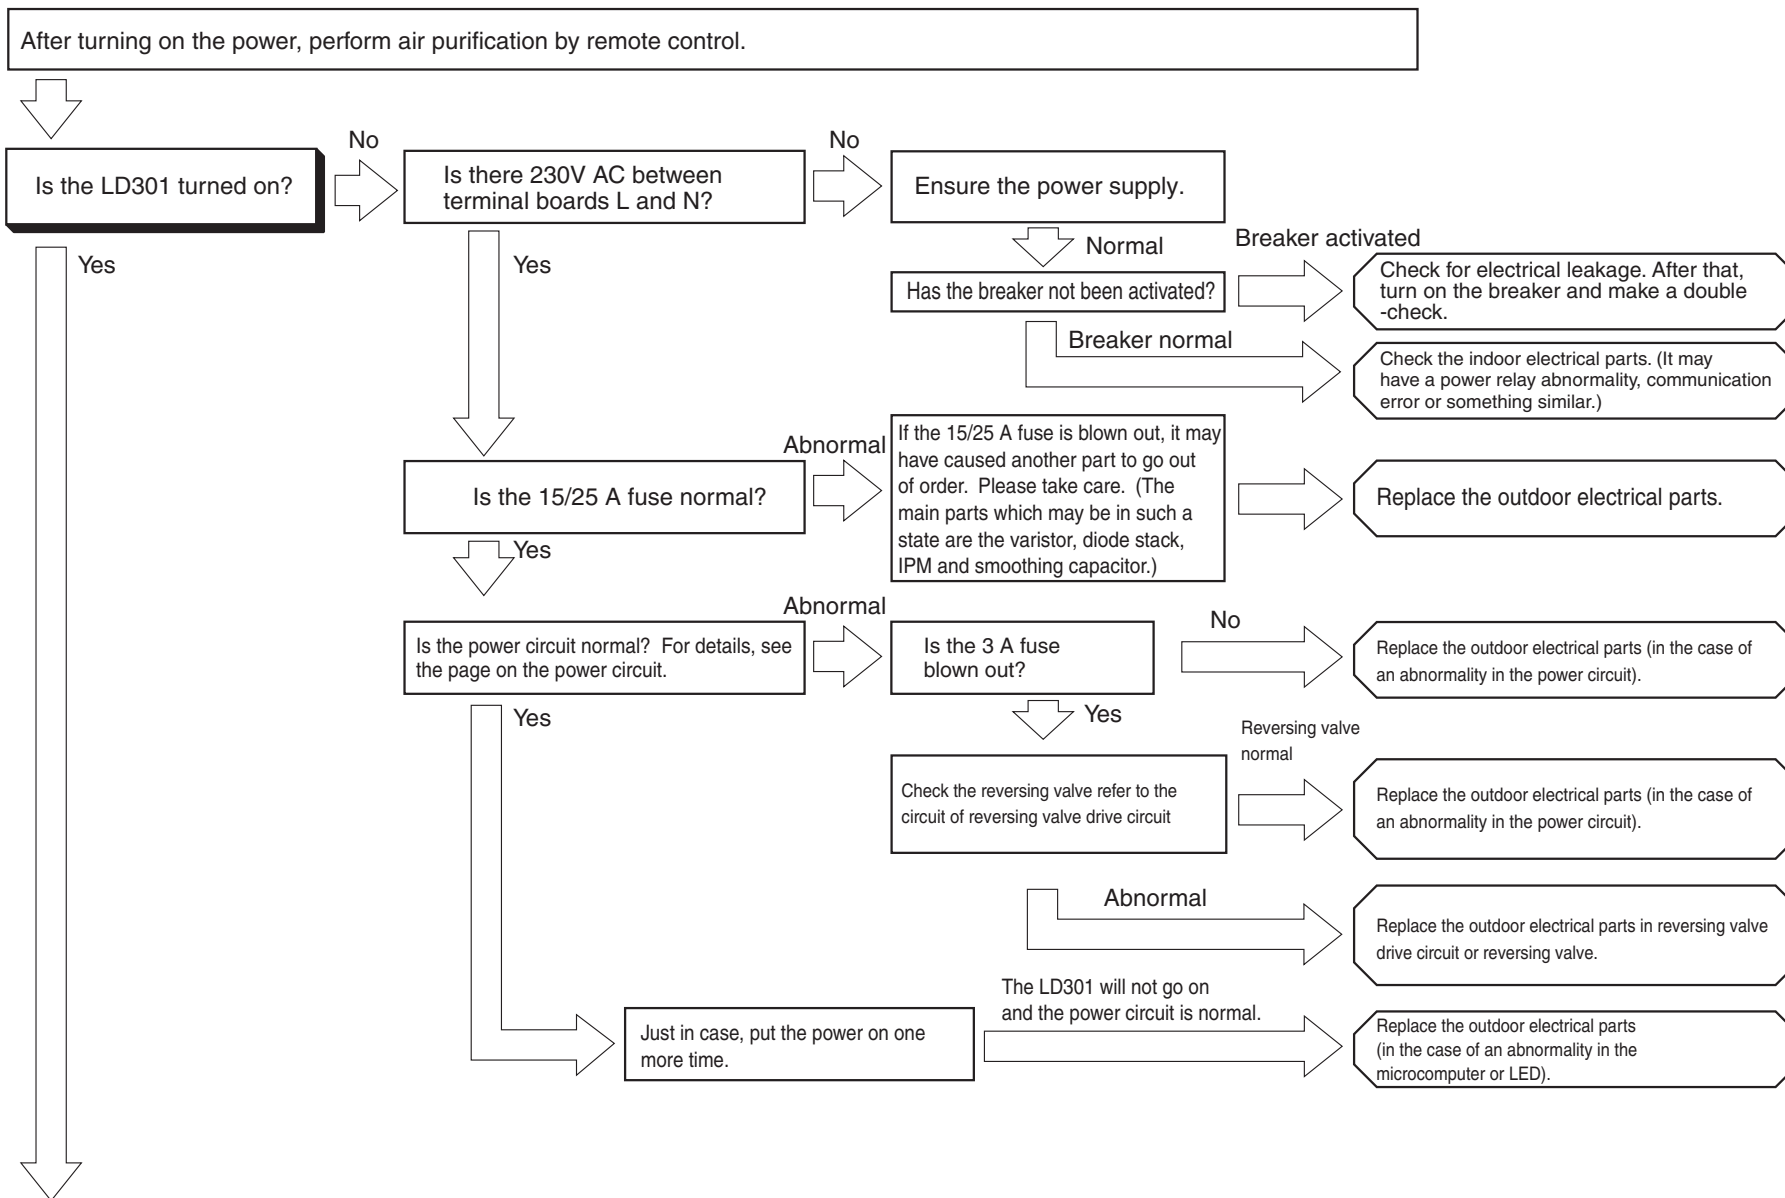 After turning on the power, perform air purification by remote control.
No
No
Is the LD301 turned on?
Is there 230V AC between
terminal boards L and N?
Ensure the power supply.
Yes
Yes
Normal
Breaker activated
Has the breaker not been activated?
Check for electrical leakage. After that,
turn on the breaker and make a double
-check.
Breaker normal
Check the indoor electrical parts. (It may
have a power relay abnormality, communication
error or something similar.)
Abnormal
Is the 15/25 A fuse normal?
If the 15/25 A fuse is blown out, it may
have caused another part to go out
of order. Please take care. (The
main parts which may be in such a
state are the varistor, diode stack,
IPM and smoothing capacitor.)
Replace the outdoor electrical parts.
Yes
Abnormal
No
Is the power circuit normal? For details, see
the page on the power circuit.
Is the 3 A fuse
blown out?
Replace the outdoor electrical parts (in the case of
an abnormality in the power circuit).
Yes
Yes
Reversing valve
normal
Check the reversing valve refer to the
circuit of reversing valve drive circuit
Replace the outdoor electrical parts (in the case of
an abnormality in the power circuit).
Abnormal
Replace the outdoor electrical parts in reversing valve
drive circuit or reversing valve.
The LD301 will not go on
and the power circuit is normal.
Just in case, put the power on one
more time.
Replace the outdoor electrical parts
(in the case of an abnormality in the
microcomputer or LED).